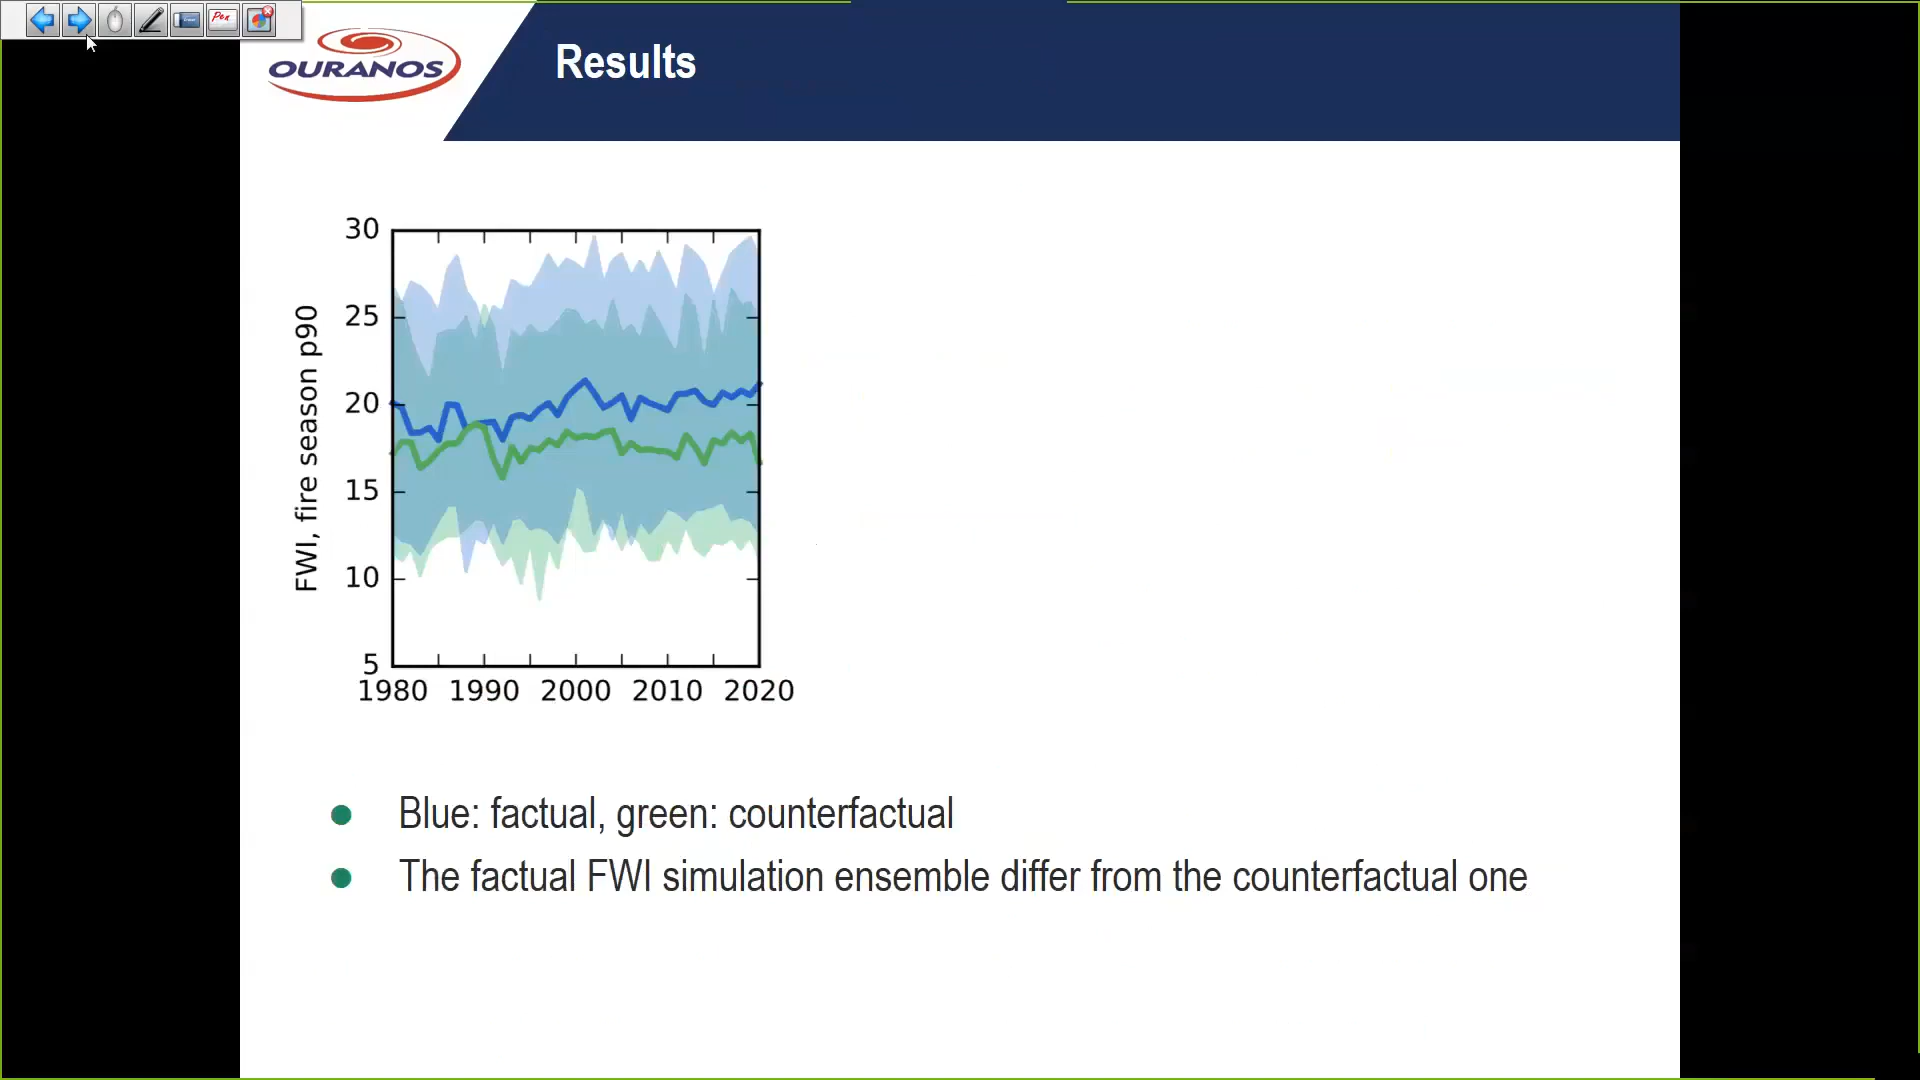 Pen
OURANOS
Results
30
25
20
15
10
5
FWI, fire season p90
1980 1990 2000 2010 2020
Blue: factual, green: counterfactual
The factual FWI simulation ensemble differ from the counterfactual one